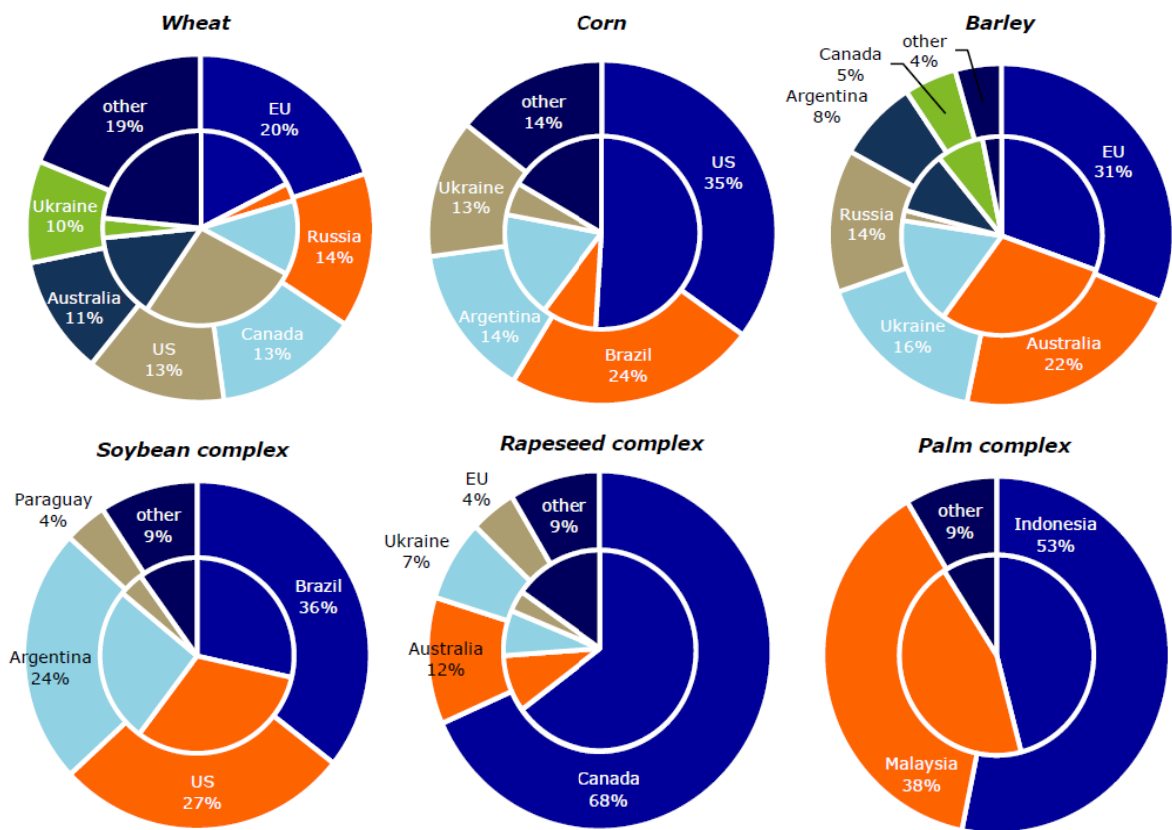 Wheat
other
19%
EU
20%
Ukraine
10%
Russia
14%
Australia
11%
US
13%
Canada
13%
Corn
other
14%
US
35%
Ukraine
13%
Argentina
14%
Brazil
24%
Barley
other
4%
Canada
5%
Argentina
8%
EU
31%
Russia
14%
Ukraine
16%
Australia
22%
Soybean complex
Paraguay
4%
other
9%
Brazil
36%
Argentina
24%
US
27%
Rapeseed complex
EU
4%
other
9%
Ukraine
7%
Australia
12%
Canada
68%
Palm complex
other
9%
Indonesia
53%
Malaysia
38%